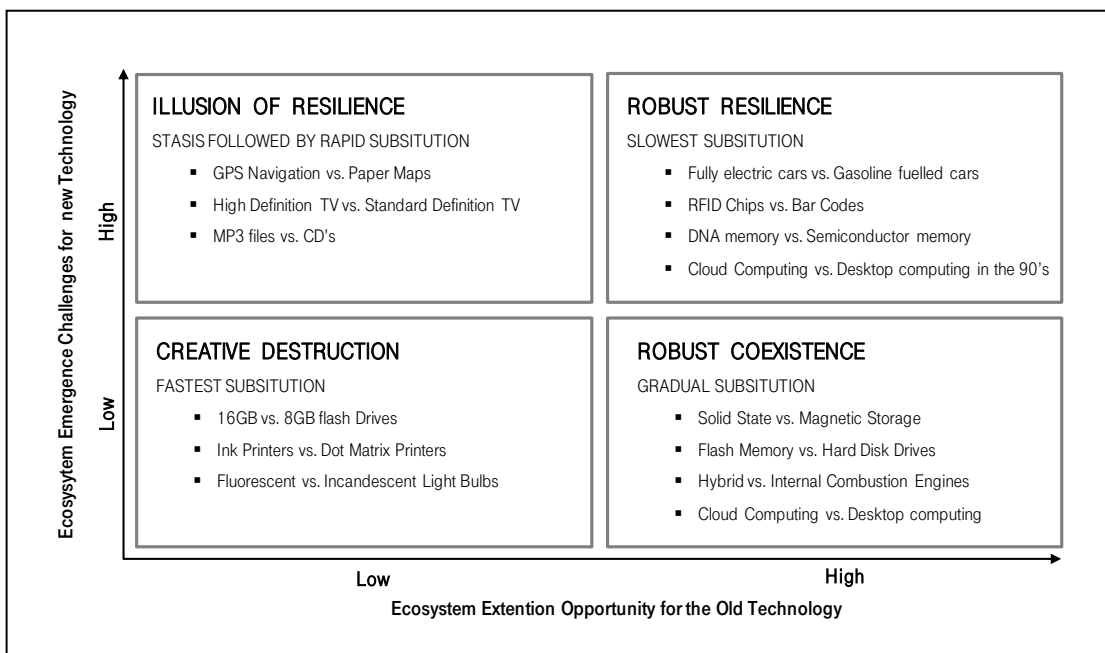 Ecosysytem Emergence Challenges for new Technology
High
Low
ILLUSION OF RESILIENCE
STASIS FOLLOWED BY RAPID SUBSITUTION
▪ GPS Navigation vs. Paper Maps
▪ High Definition TV vs. Standard Definition TV
▪ MP3 files vs. CD's
ROBUST RESILIENCE
SLOWEST SUBSITUTION
▪ Fully electric cars vs. Gasoline fuelled cars
▪ RFID Chips vs. Bar Codes
▪ DNA memory vs. Semiconductor memory
▪ Cloud Computing vs. Desktop computing in the 90's
CREATIVE DESTRUCTION
FASTEST SUBSITUTION
▪ 16GB vs. 8GB flash Drives
▪ Ink Printers vs. Dot Matrix Printers
▪ Fluorescent vs. Incandescent Light Bulbs
ROBUST COEXISTENCE
GRADUAL SUBSITUTION
▪ Solid State vs. Magnetic Storage
▪ Flash Memory vs. Hard Disk Drives
▪ Hybrid vs. Internal Combustion Engines
▪ Cloud Computing vs. Desktop computing
Low
High
Ecosystem Extention Opportunity for the Old Technology